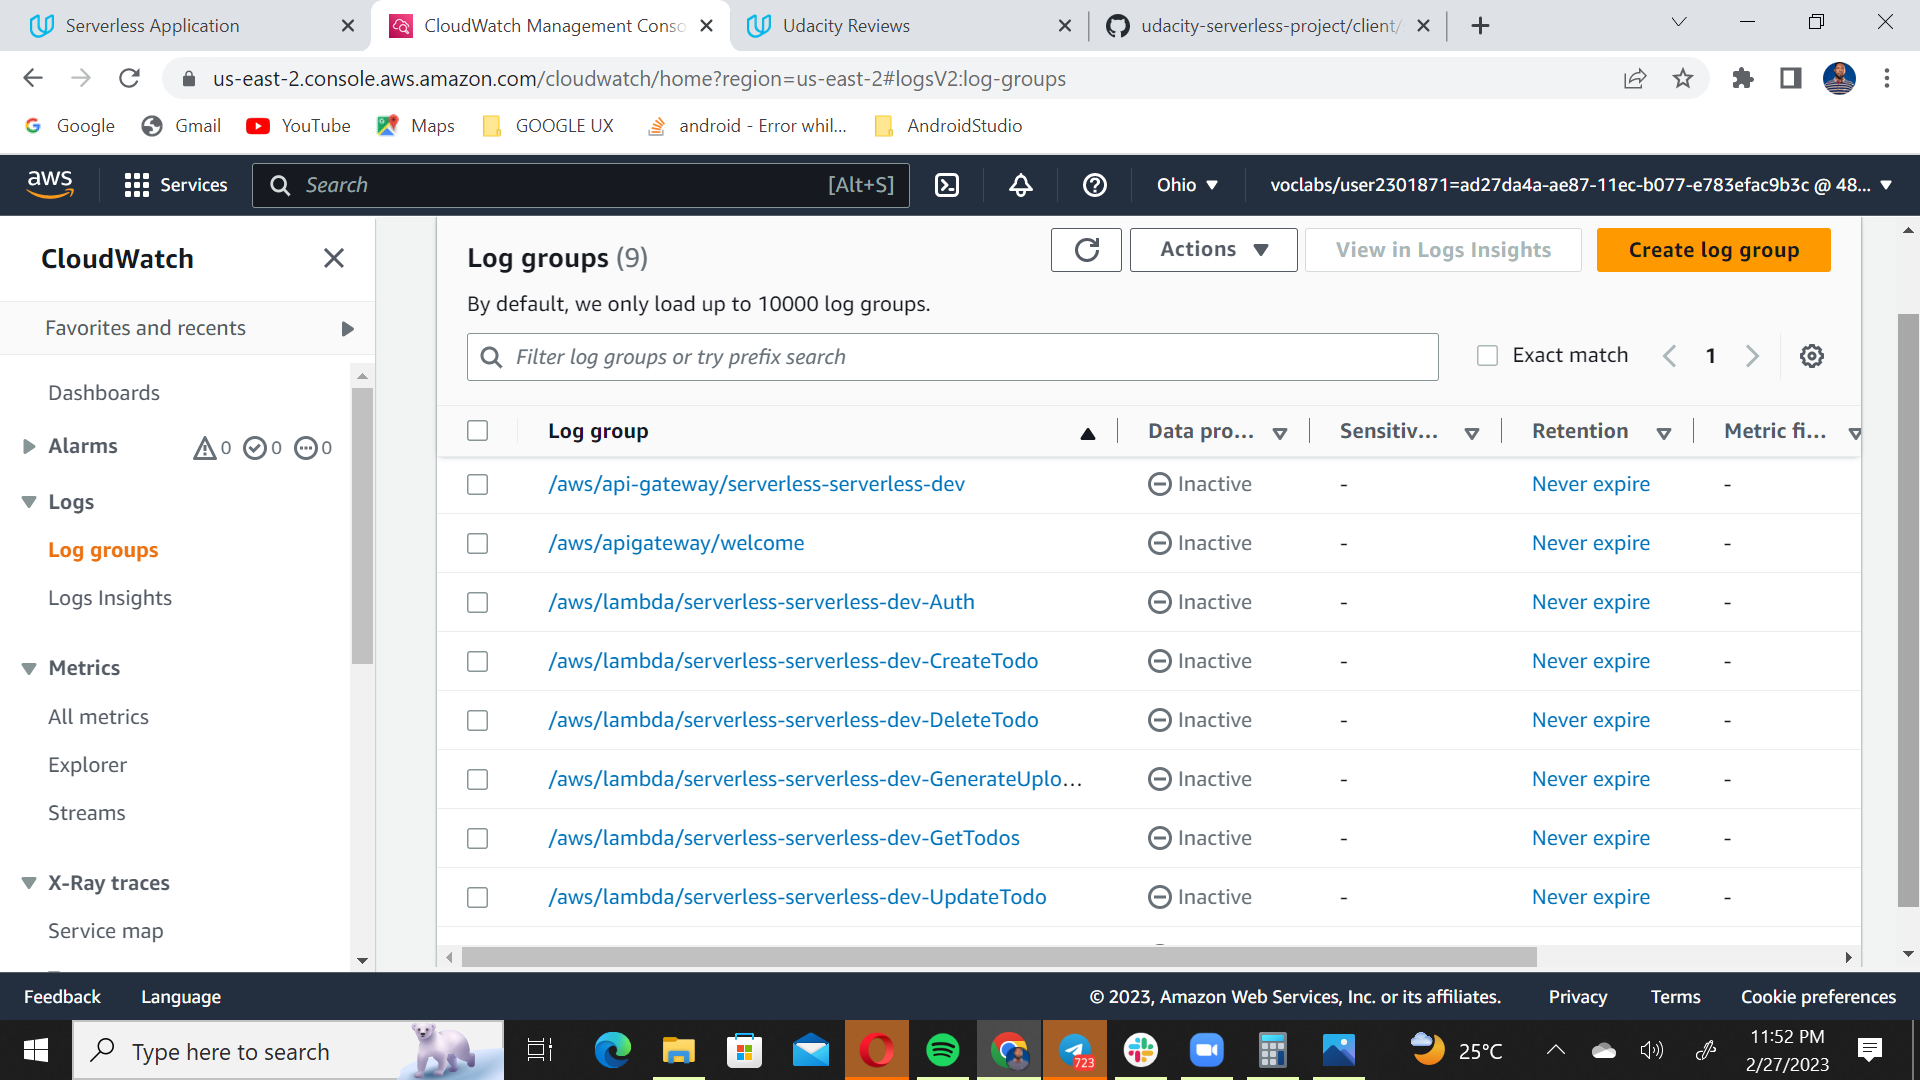 Serverless Application
CloudWatch Management Conso
Udacity Reviews
udacity-serverless-project/client/
us-east-2.console.aws.amazon.com/cloudwatch/home?region=us-east-2#logsV2:log-groups
Google
Gmail
YouTube
Maps
GOOGLE UX
android - Error whil...
AndroidStudio
aws
Services
Search
[Alt+S]
Ohio
voclabs/user2301871=ad27da4a-ae87-11ec-b077-e783efac9b3c @ 48...
CloudWatch
Favorites and recents
Dashboards
Alarms
0
0
0
Logs
Log groups
Logs Insights
Metrics
All metrics
Explorer
Streams
X-Ray traces
Service map
Log groups (9)
Actions
View in Logs Insights
Create log group
By default, we only load up to 10000 log groups.
Filter log groups or try prefix search
Exact match
1
Log group
Data pro...
Sensitiv...
Retention
Metric fi...
/aws/api-gateway/serverless-serverless-dev Inactive - Never expire -
/aws/apigateway/welcome Inactive - Never expire -
/aws/lambda/serverless-serverless-dev-Auth Inactive - Never expire -
/aws/lambda/serverless-serverless-dev-CreateTodo Inactive - Never expire -
/aws/lambda/serverless-serverless-dev-DeleteTodo Inactive - Never expire -
/aws/lambda/serverless-serverless-dev-GenerateUplo... Inactive - Never expire -
/aws/lambda/serverless-serverless-dev-GetTodos Inactive - Never expire -
/aws/lambda/serverless-serverless-dev-UpdateTodo Inactive - Never expire -
Feedback
Language
© 2023, Amazon Web Services, Inc. or its affiliates.
Privacy
Terms
Cookie preferences
Type here to search
723
25°C
11:52 PM
2/27/2023